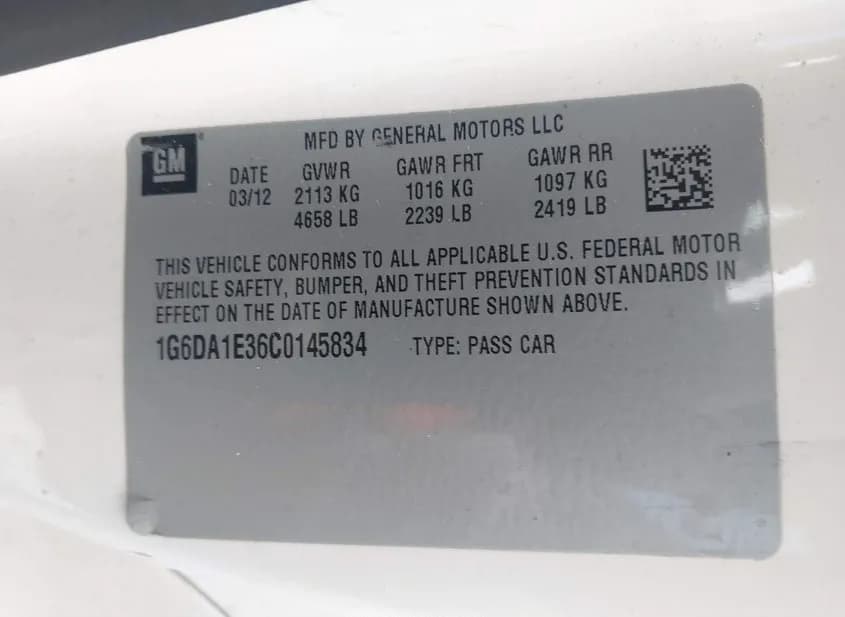 GM
MFD BY GENERAL MOTORS LLC
DATE GVWR GAWR FRT GAWR RR
03/12 2113 KG 1016 KG 1097 KG
4658 LB 2239 LB 2419 LB
THIS VEHICLE CONFORMS TO ALL APPLICABLE U.S. FEDERAL MOTOR
VEHICLE SAFETY, BUMPER, AND THEFT PREVENTION STANDARDS IN
EFFECT ON THE DATE OF MANUFACTURE SHOWN ABOVE.
1G6DA1E36C0145834 TYPE: PASS CAR